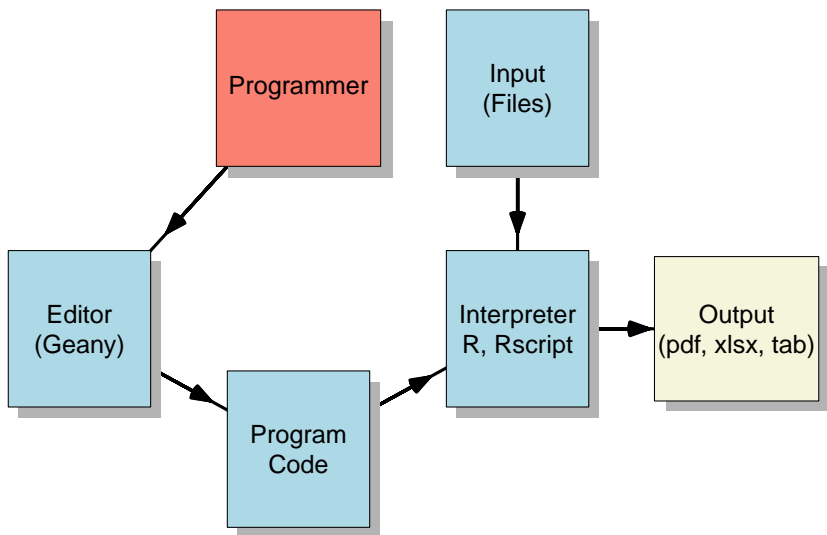 Programmer
Input
(Files)
Editor
(Geany)
Interpreter
R, Rscript
Output
(pdf, xlsx, tab)
Program
Code